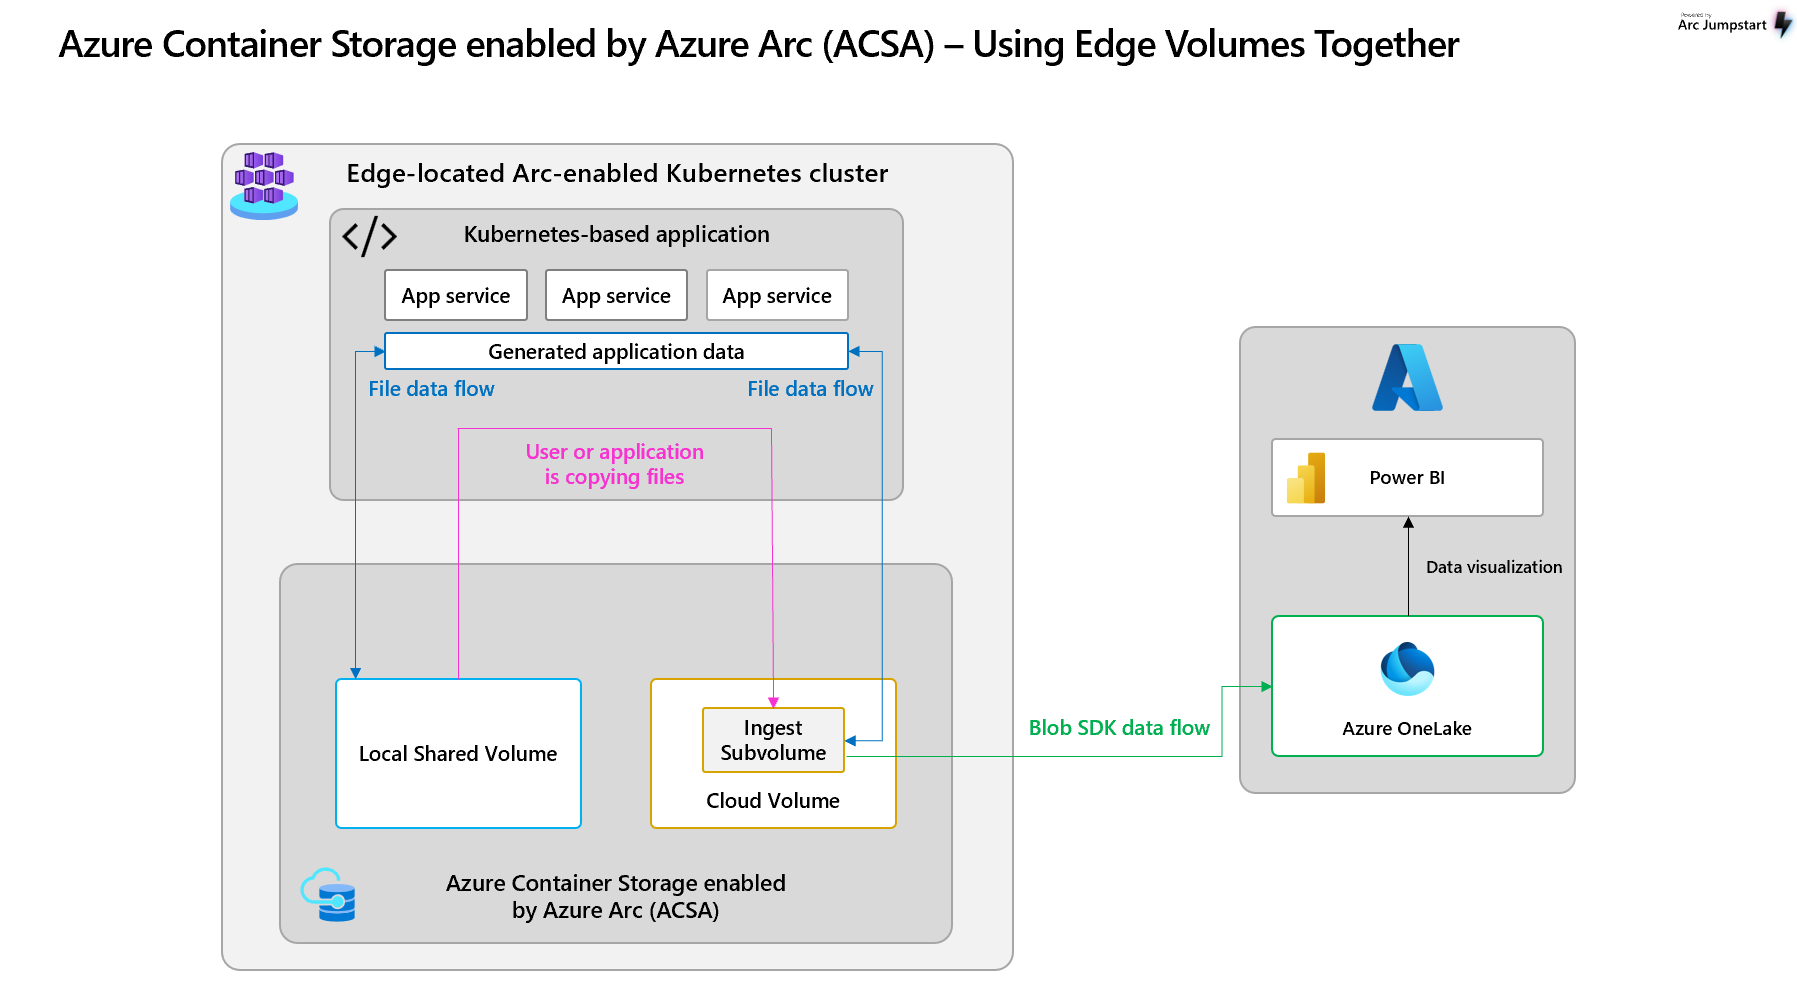 Azure Container Storage enabled by Azure Arc (ACSA) – Using Edge Volumes Together
Powered by
Arc Jumpstart
Edge-located Arc-enabled Kubernetes cluster
Kubernetes-based application
App service
App service
App service
Generated application data
File data flow
File data flow
User or application
is copying files
Local Shared Volume
Ingest
Subvolume
Cloud Volume
Azure Container Storage enabled
by Azure Arc (ACSA)
Blob SDK data flow
Power BI
Data visualization
Azure OneLake